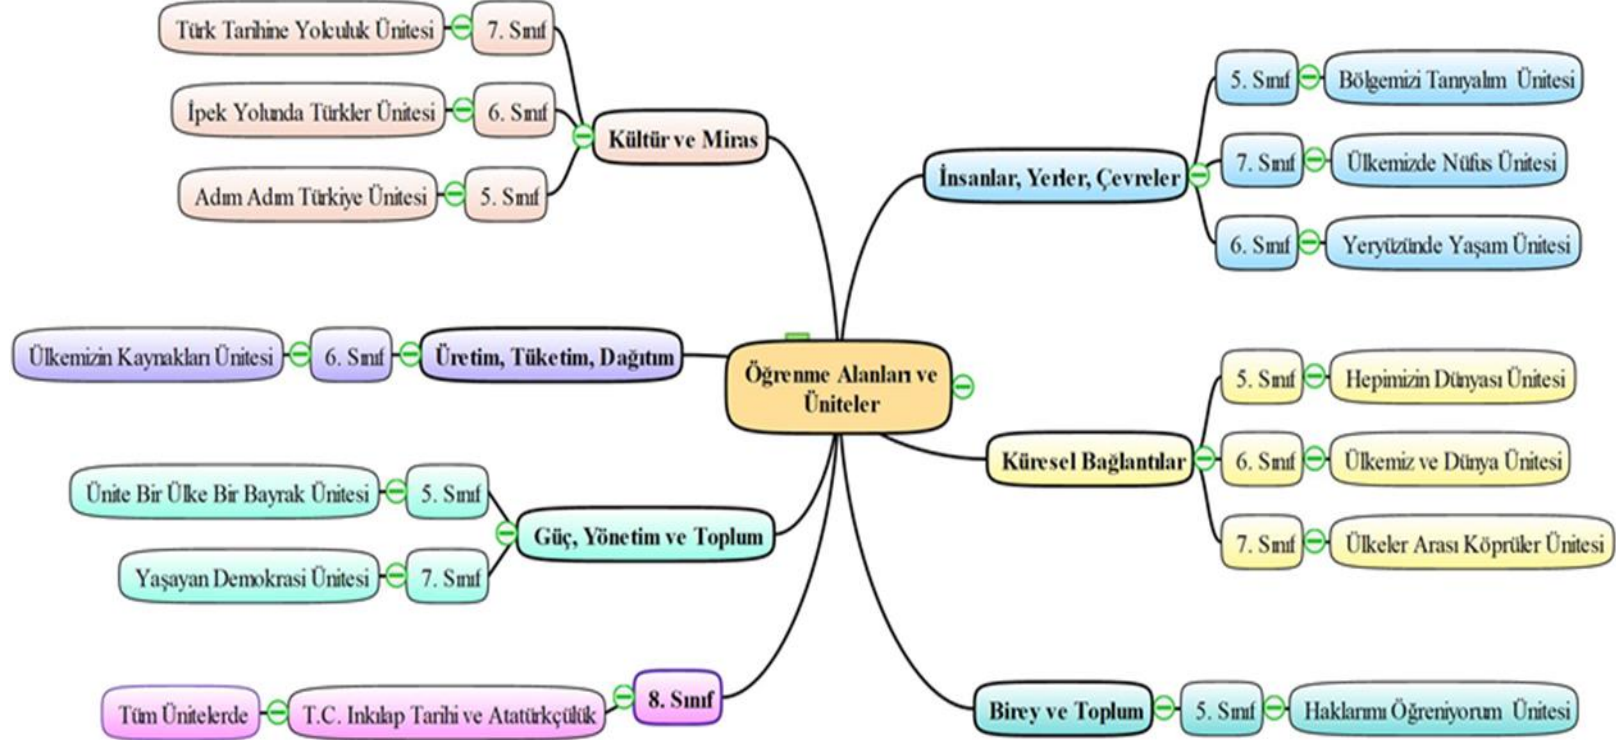 Öğrenme Alanları ve
Üniteler
Kültür ve Miras
7. Sınıf
Türk Tarihine Yolculuk Ünitesi
6. Sınıf
İpek Yolunda Türkler Ünitesi
5. Sınıf
Adım Adım Türkiye Ünitesi
Üretim, Tüketim, Dağıtım
6. Sınıf
Ülkemizin Kaynakları Ünitesi
Güç, Yönetim ve Toplum
5. Sınıf
Ünite Bir Ülke Bir Bayrak Ünitesi
7. Sınıf
Yaşayan Demokrasi Ünitesi
8. Sınıf
T.C. Inkılap Tarihi ve Atatürkçülük
Tüm Ünitelerde
İnsanlar, Yerler, Çevreler
5. Sınıf
Bölgemizi Tanıyalım Ünitesi
7. Sınıf
Ülkemizde Nüfus Ünitesi
6. Sınıf
Yeryüzünde Yaşam Ünitesi
Küresel Bağlantılar
5. Sınıf
Hepimizin Dünyası Ünitesi
6. Sınıf
Ülkemiz ve Dünya Ünitesi
7. Sınıf
Ülkeler Arası Köprüler Ünitesi
Birey ve Toplum
5. Sınıf
Haklarımı Öğreniyorum Ünitesi